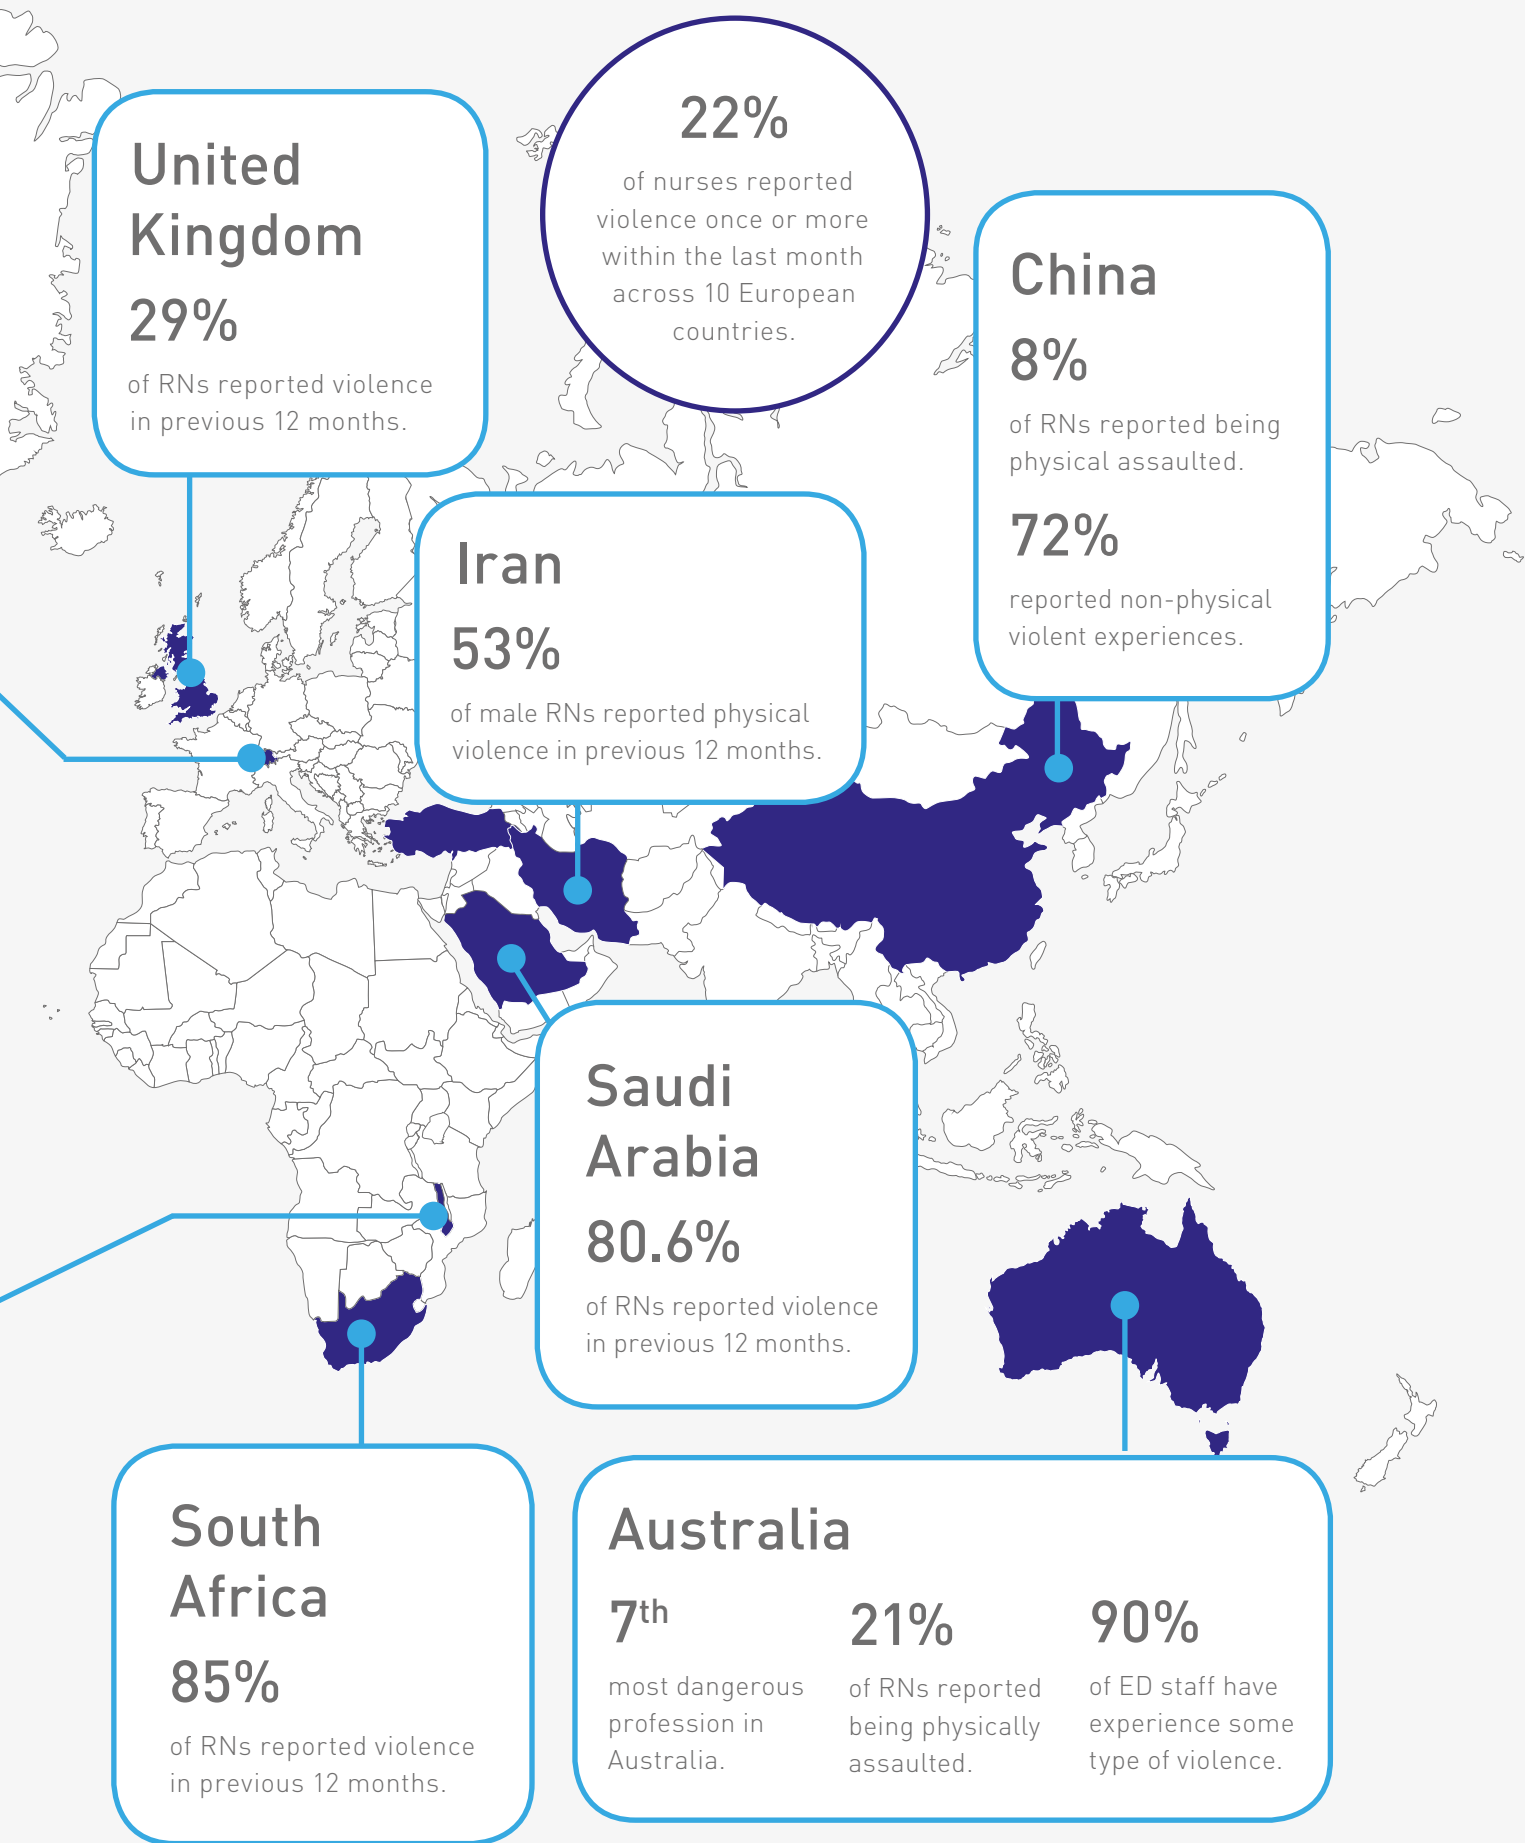 United
Kingdom
29%
of RNs reported violence
in previous 12 months.
22%
of nurses reported
violence once or more
within the last month
across 10 European
countries.
China
8%
of RNs reported being
physical assaulted.
72%
reported non-physical
violent experiences.
Iran
53%
of male RNs reported physical
violence in previous 12 months.
Saudi
Arabia
80.6%
of RNs reported violence
in previous 12 months.
South
Africa
85%
of RNs reported violence
in previous 12 months.
Australia
7th
most dangerous
profession in
Australia.
21%
of RNs reported
being physically
assaulted.
90%
of ED staff have
experience some
type of violence.